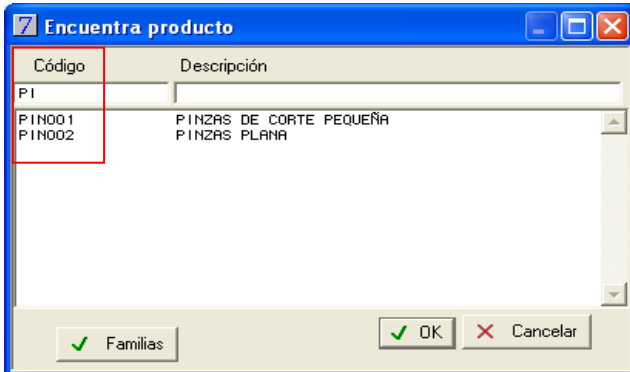 7 Encuentra producto
Código Descripción
PI
PIN001 PINZAS DE CORTE PEQUEÑA
PIN002 PINZAS PLANA
Familias OK Cancelar